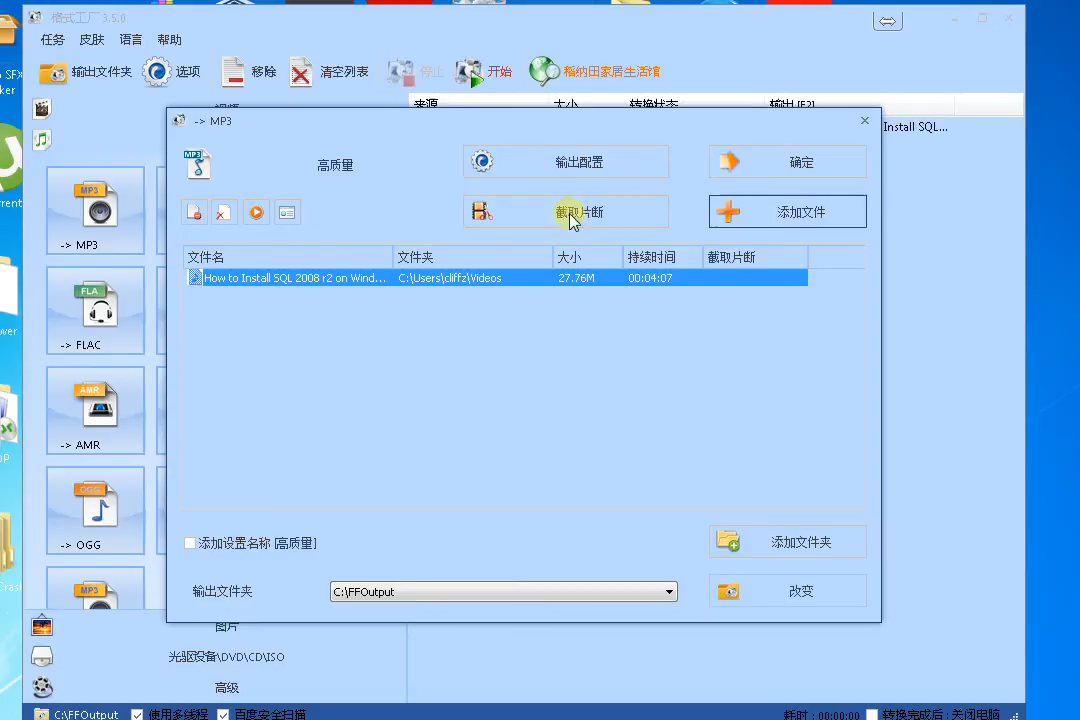 格式工厂 3.5.0
任务 皮肤 语言 帮助
输出文件夹 选项 移除 清空列表 停止 开始 稻纳田家居生活馆
来源 大小 转换状态 输出 [F2]
Install SQL...
-> MP3
高质量 输出配置 确定
截取片断 添加文件
文件名 文件夹 大小 持续时间 截取片断
How to Install SQL 2008 r2 on Wind... C:\Users\cliffz\Videos 27.76M 00:04:07
添加设置名称 [高质量] 添加文件夹
输出文件夹 C:\FFOutput 改变
MP3
-> MP3
FLA
-> FLAC
AMR
-> AMR
OGG
-> OGG
MP3
图片
光驱设备\DVD\CD\ISO
高级
C:\FFOutput 使用多线程 百度安全扫描 耗时 : 00:00:00 转换完成后 : 关闭电脑